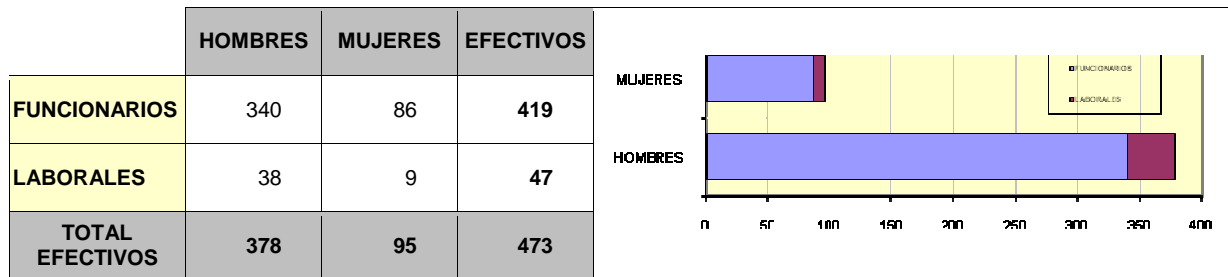 HOMBRES MUJERES EFECTIVOS
FUNCIONARIOS 340 86 419
LABORALES 38 9 47
TOTAL EFECTIVOS 378 95 473
MUJERES
HOMBRES
FUNCIONARIOS
LABORALES
0 50 100 150 200 250 300 350 400